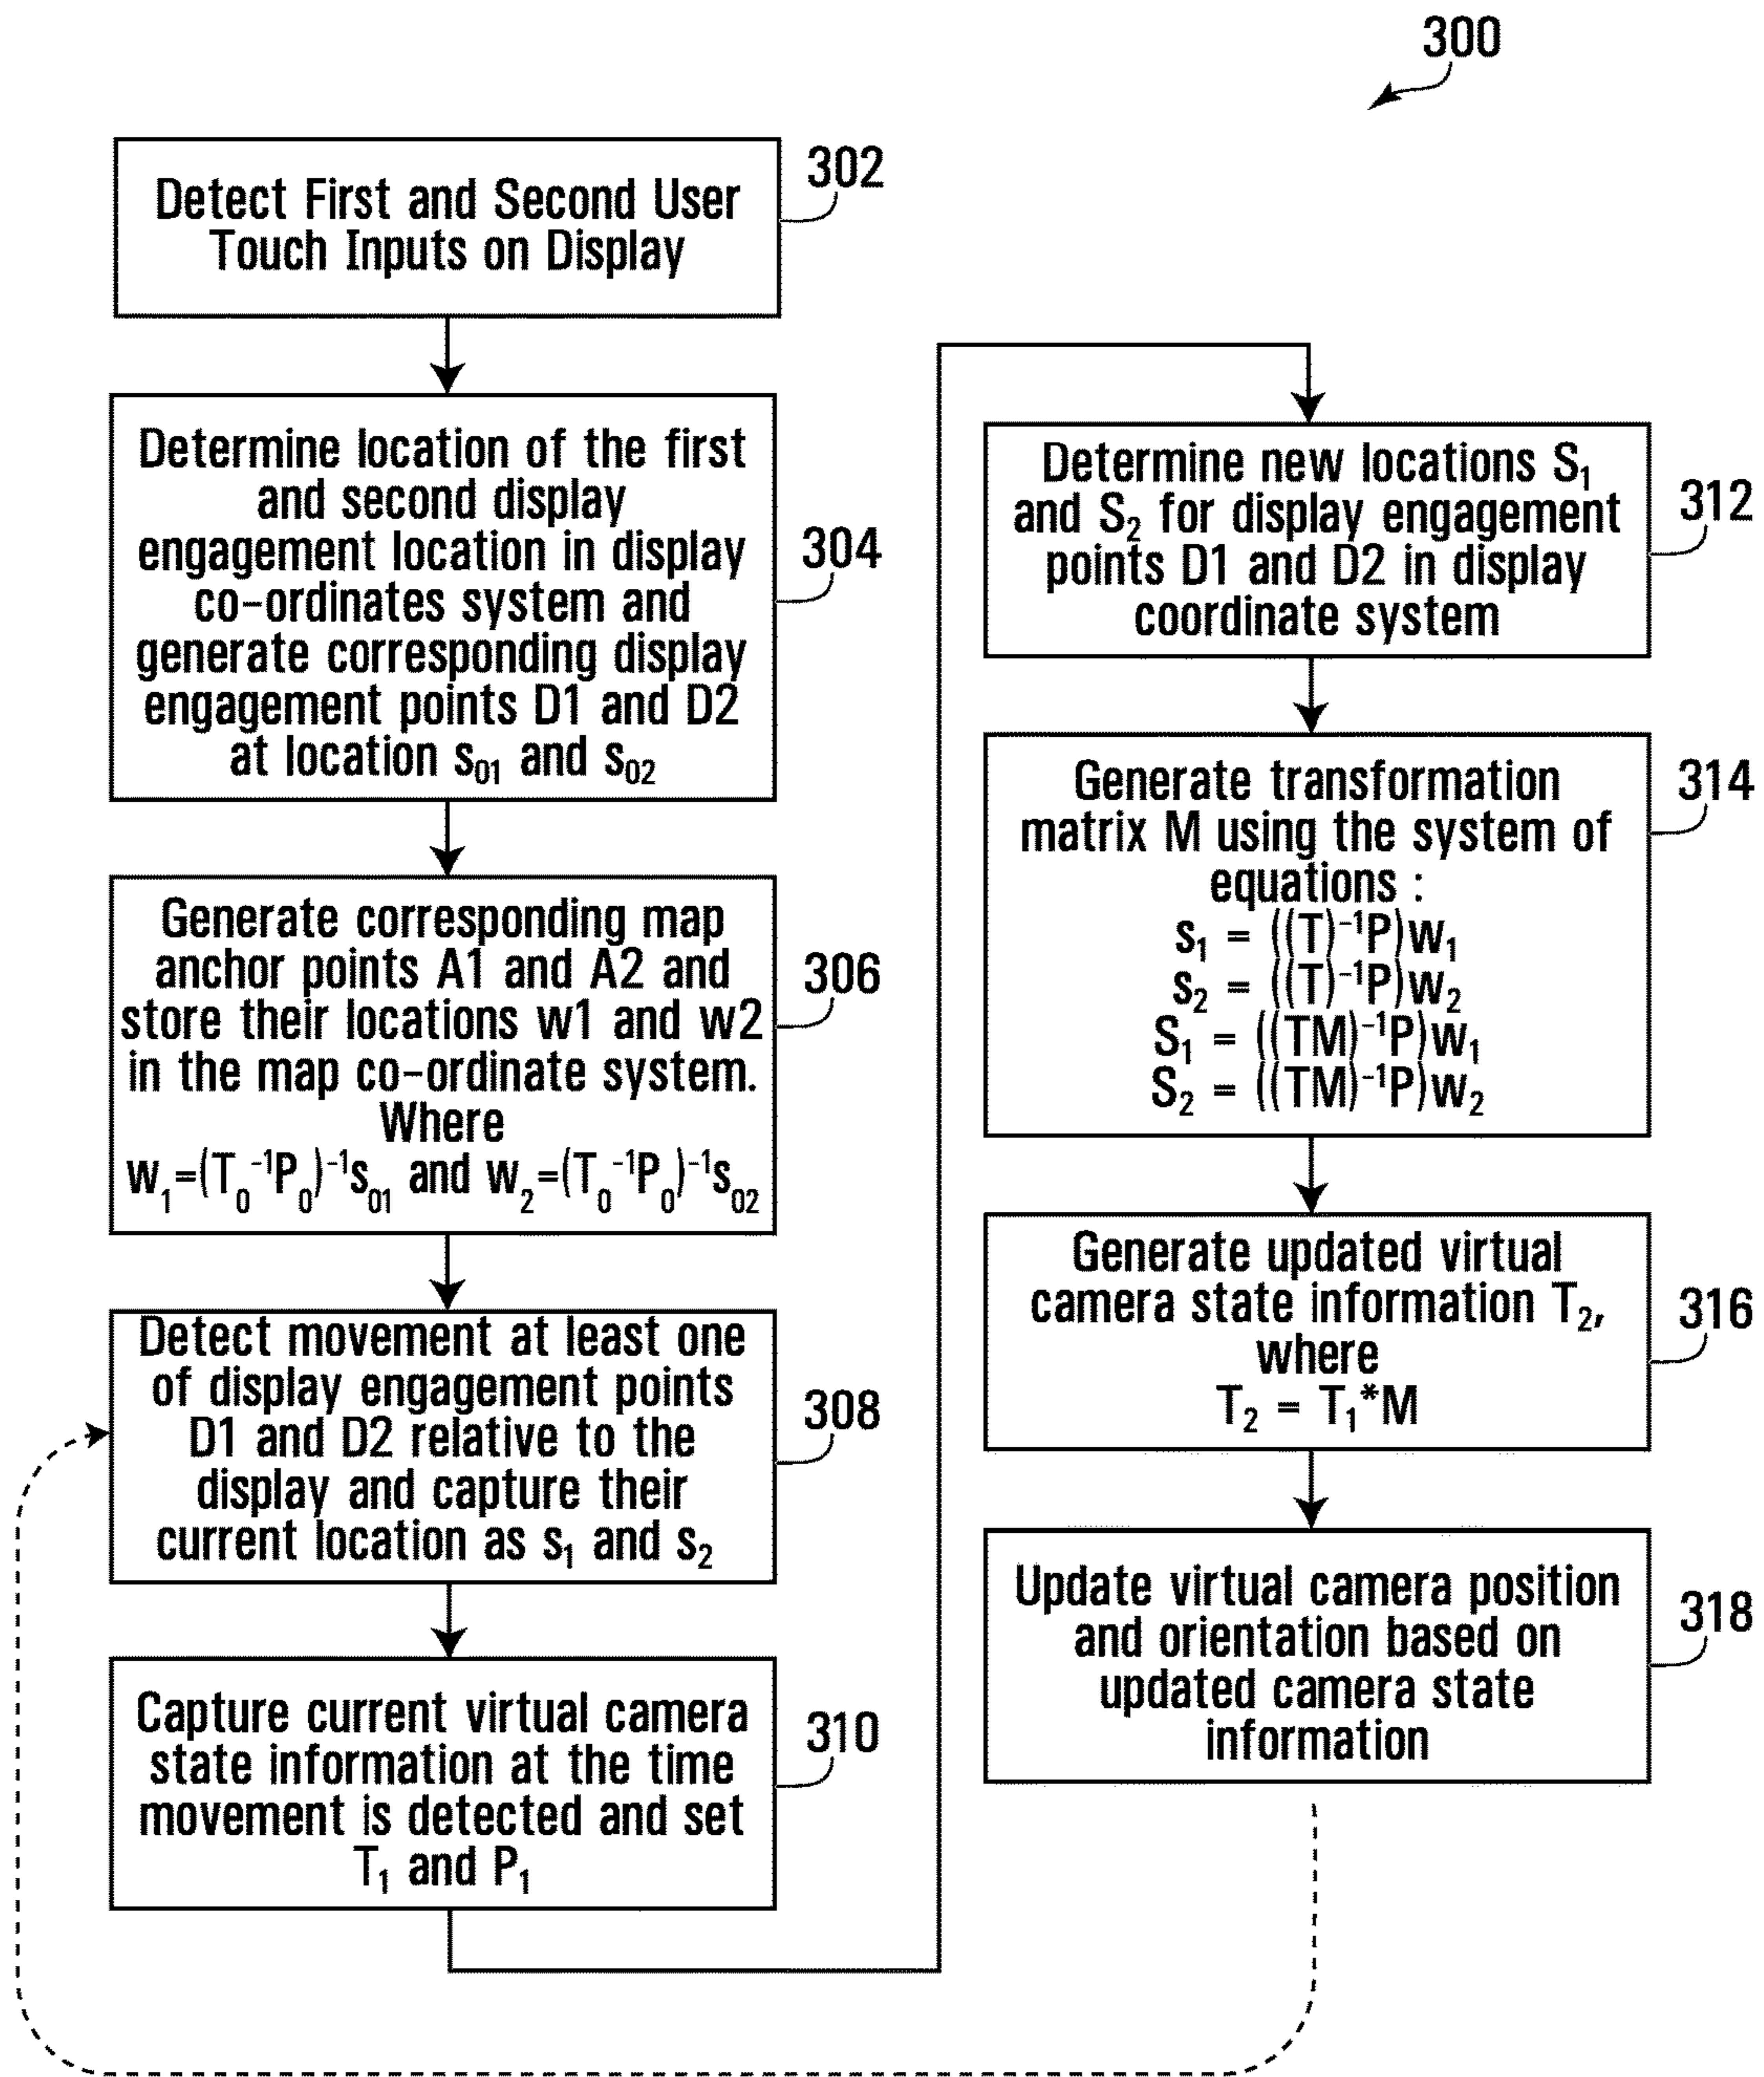 300
302
Detect First and Second User
Touch Inputs on Display
304
Determine location of the first
and second display
engagement location in display
co-ordinates system and
generate corresponding display
engagement points D1 and D2
at location s₀₁ and s₀₂
306
Generate corresponding map
anchor points A1 and A2 and
store their locations w1 and w2
in the map co-ordinate system.
Where
w₁=(T₀⁻¹P₀)⁻¹s₀₁ and w₂=(T₀⁻¹P₀)⁻¹s₀₂
308
Detect movement at least one
of display engagement points
D1 and D2 relative to the
display and capture their
current location as s₁ and s₂
310
Capture current virtual camera
state information at the time
movement is detected and set
T₁ and P₁
312
Determine new locations S₁
and S₂ for display engagement
points D1 and D2 in display
coordinate system
314
Generate transformation
matrix M using the system of
equations :
s₁ = ((T)⁻¹P)w₁
s₂ = ((T)⁻¹P)w₂
S₁ = ((TM)⁻¹P)w₁
S₂ = ((TM)⁻¹P)w₂
316
Generate updated virtual
camera state information T₂,
where
T₂ = T₁*M
318
Update virtual camera position
and orientation based on
updated camera state
information